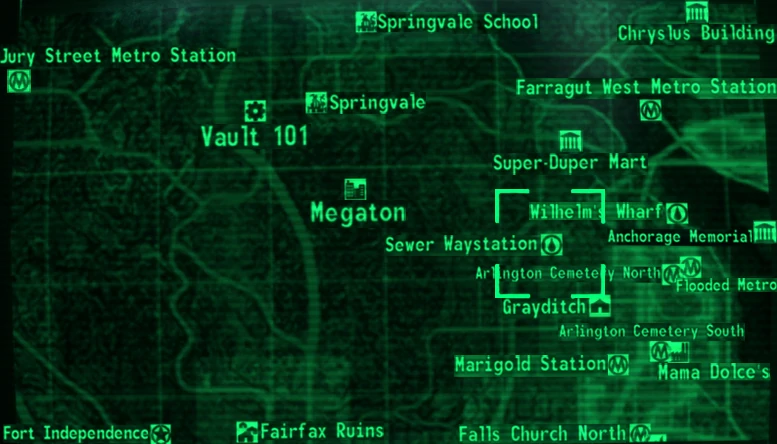 Springvale School
Chryslus Building
Jury Street Metro Station
Farragut West Metro Station
Springvale
Vault 101
Super-Duper Mart
Megaton
Wilhelm's Wharf
Anchorage Memorial
Sewer Waystation
Arlington Cemetery North
Flooded Metro
Grayditch
Arlington Cemetery South
Marigold Station
Mama Dolce's
Fort Independence
Fairfax Ruins
Falls Church North